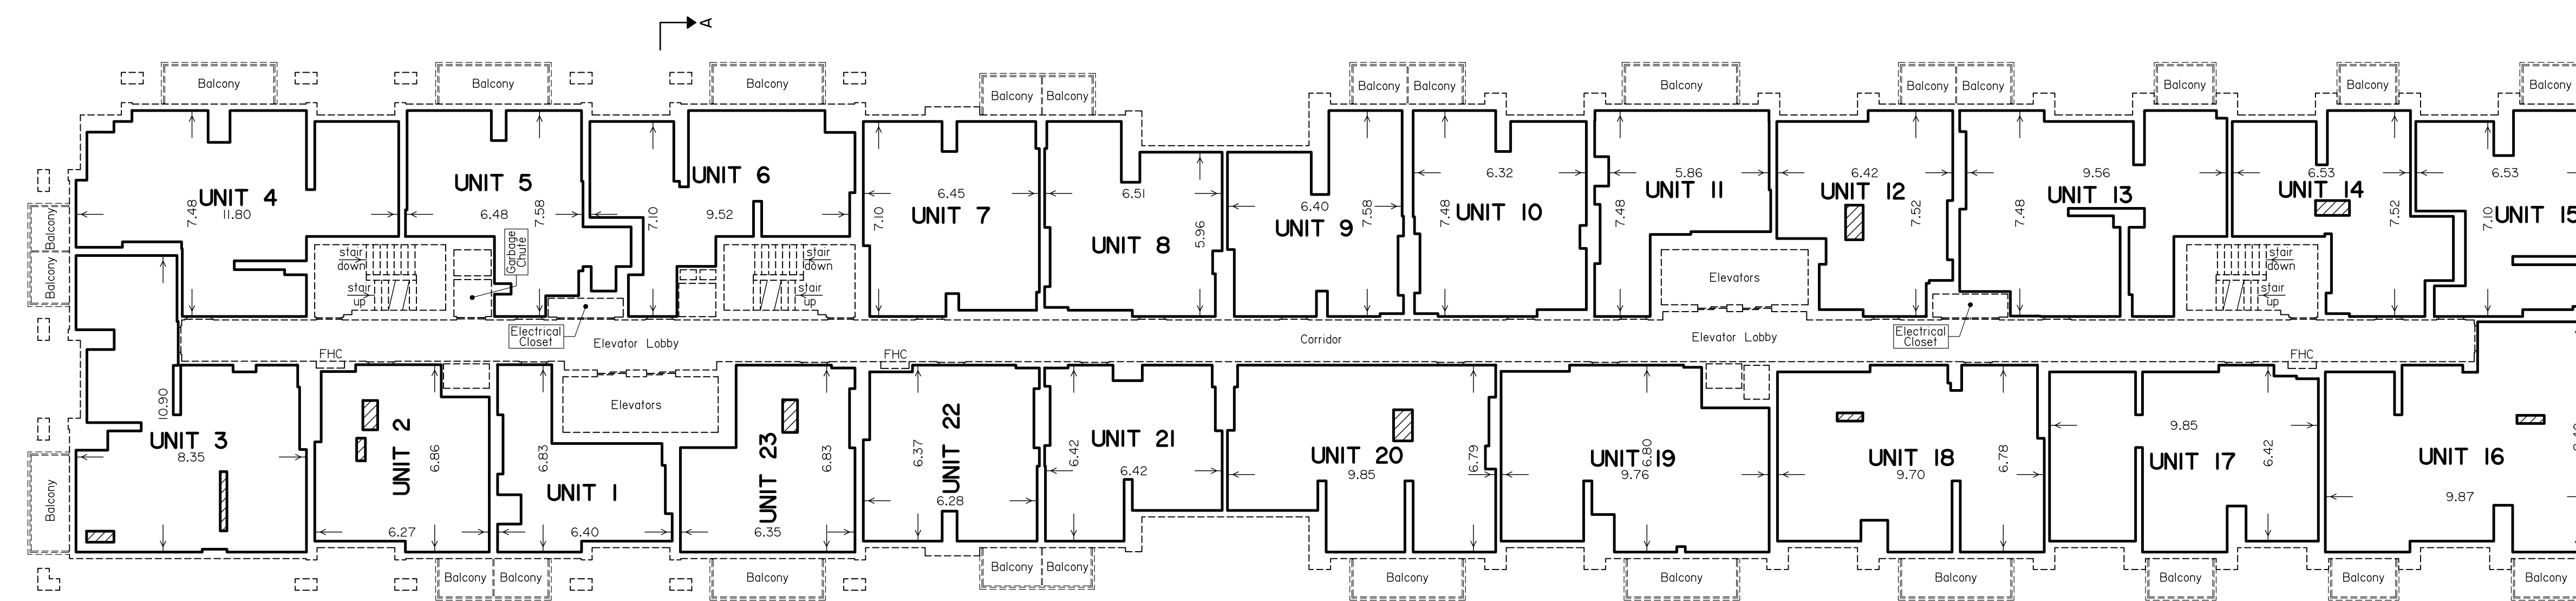 A
Balcony
Balcony
Balcony
Balcony
Balcony
Balcony
Balcony
Balcony
Balcony
Balcony
Balcony
Balcony
Balcony
Balcony
UNIT 4
11.80
7.48
UNIT 5
6.48
7.58
UNIT 6
9.52
7.10
UNIT 7
6.45
7.10
UNIT 8
6.51
5.96
UNIT 9
6.40
7.58
UNIT 10
6.32
7.48
UNIT 11
5.86
7.48
UNIT 12
6.42
7.52
UNIT 13
9.56
7.48
UNIT 14
6.53
7.52
UNIT 15
6.53
7.10
Balcony
Balcony
stair
down
stair
up
Garbage
Chute
stair
down
stair
up
Elevators
stair
down
stair
up
Electrical
Closet
Elevator Lobby
Corridor
Elevator Lobby
Electrical
Closet
FHC
FHC
FHC
Elevators
UNIT 3
8.35
10.90
UNIT 2
6.27
6.86
UNIT 1
6.40
6.83
UNIT 23
6.35
6.83
UNIT 22
6.28
6.37
UNIT 21
6.42
6.42
UNIT 20
9.85
6.79
UNIT 19
9.76
6.80
UNIT 18
9.70
6.78
UNIT 17
9.85
6.42
UNIT 16
9.87
Balcony
Balcony
Balcony
Balcony
Balcony
Balcony
Balcony
Balcony
Balcony
Balcony
Balcony
Balcony